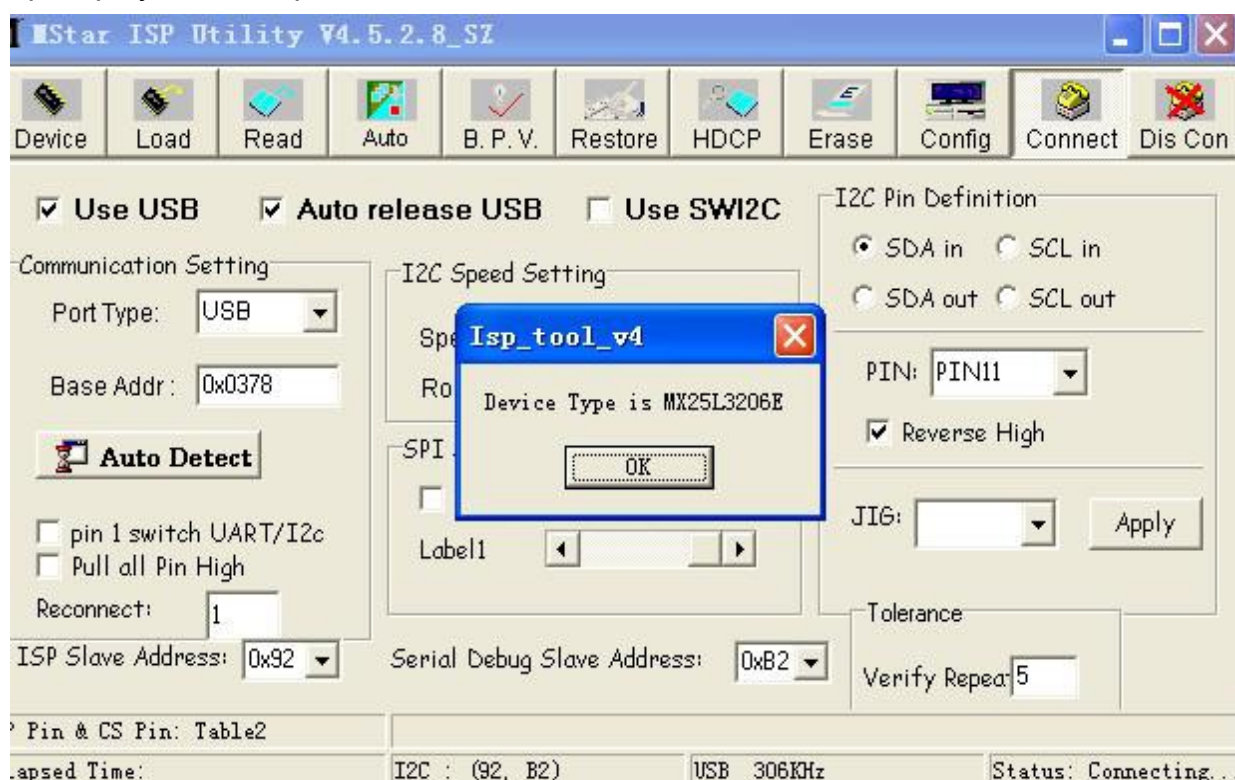 MStar ISP Utility V4.5.2.8_SZ
Device Load Read Auto B.P.V. Restore HDCP Erase Config Connect Dis Con
Use USB Auto release USB Use SWI2C
I2C Pin Definition
SDA in SCL in
SDA out SCL out
Communication Setting
Port Type: USB
Base Addr: 0x0378
Auto Detect
pin 1 switch UART/I2c
Pull all Pin High
Reconnect: 1
I2C Speed Setting
Isp_tool_v4
Device Type is MX25L3206E
OK
SPI
Label1
PIN: PIN11
Reverse High
JIG: Apply
Tolerance
Verify Repeat 5
ISP Slave Address: 0x92
Serial Debug Slave Address: 0xB2
Pin & CS Pin: Table2
apsed Time: I2C : (92, B2) USB 306KHz Status: Connecting..